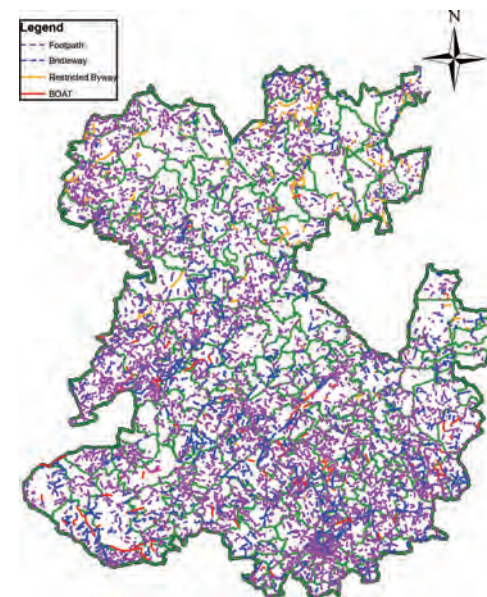 N
Legend
Footpath
Bridleway
Restricted Byway
BOAT